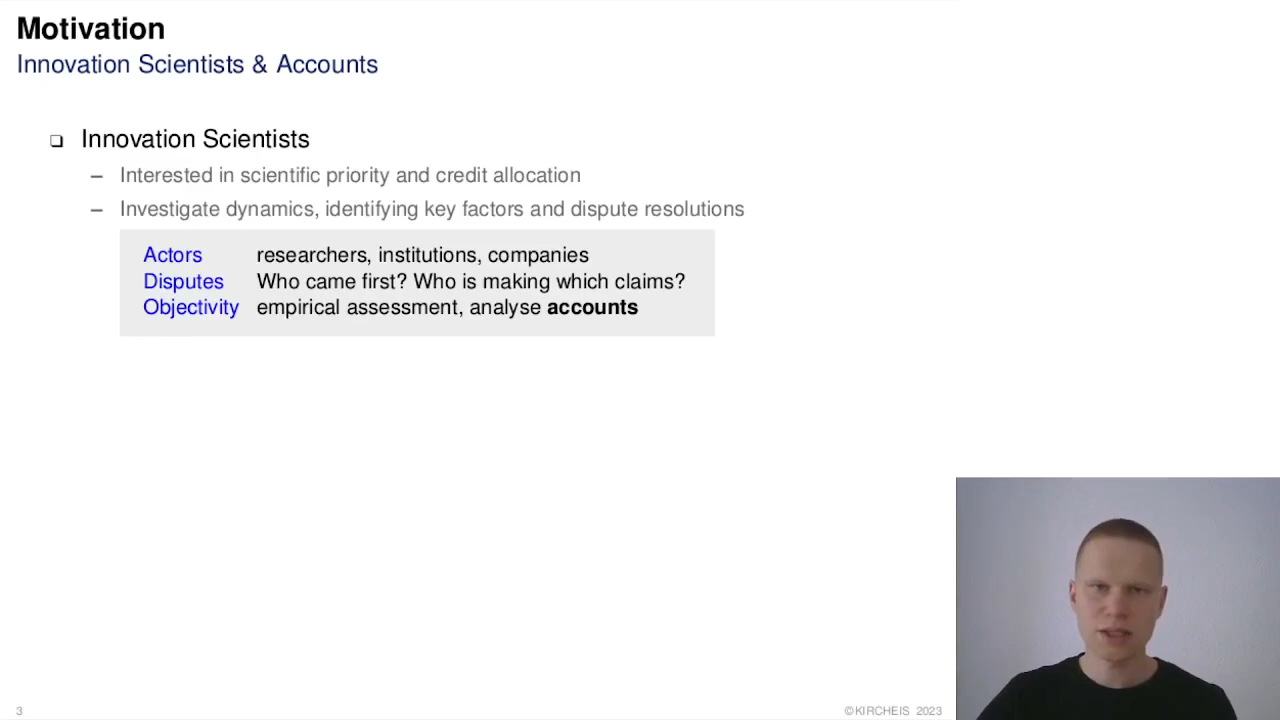 Motivation
Innovation Scientists & Accounts
❏ Innovation Scientists
– Interested in scientific priority and credit allocation
– Investigate dynamics, identifying key factors and dispute resolutions
Actors researchers, institutions, companies
Disputes Who came first? Who is making which claims?
Objectivity empirical assessment, analyse accounts
3
©KIRCHEIS 2023